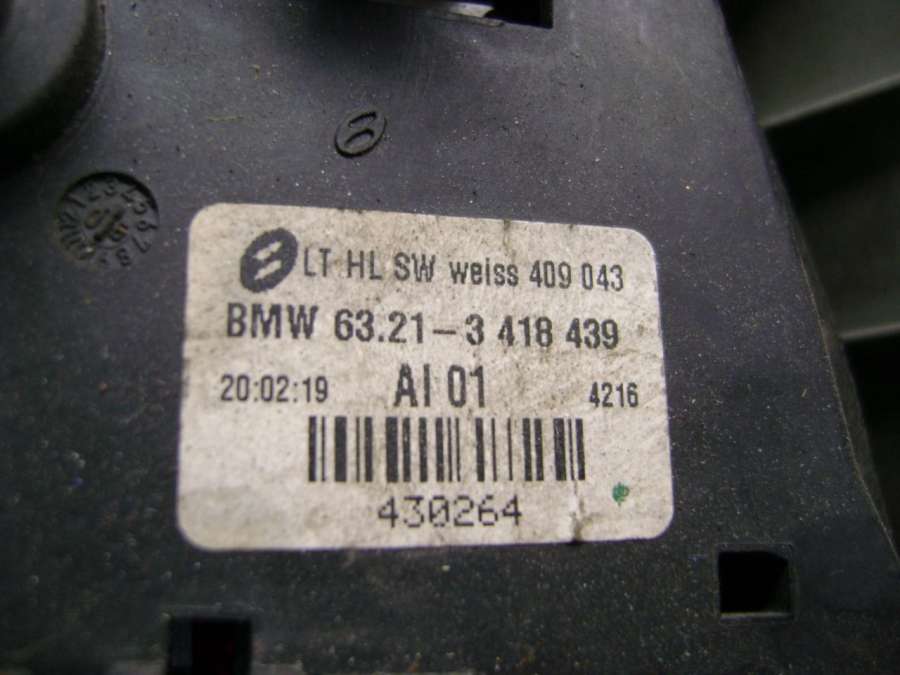 LT HL SW weiss 409 043
BMW 63.21-3 418 439
20:02:19 AI 01 4216
430264